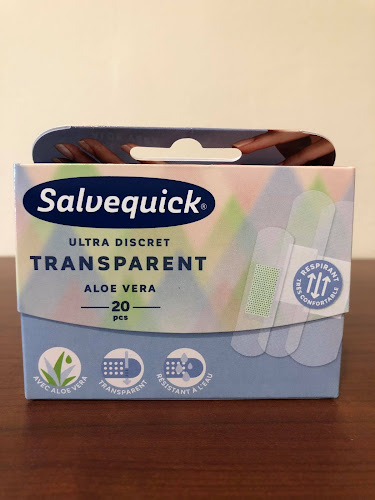 Salvequick®
ULTRA DISCRET
TRANSPARENT
ALOE VERA
20
pcs
RESPIRANT
TRÈS CONFORTABLE
AVEC ALOE VERA
TRANSPARENT
RÉSISTANT À L'EAU